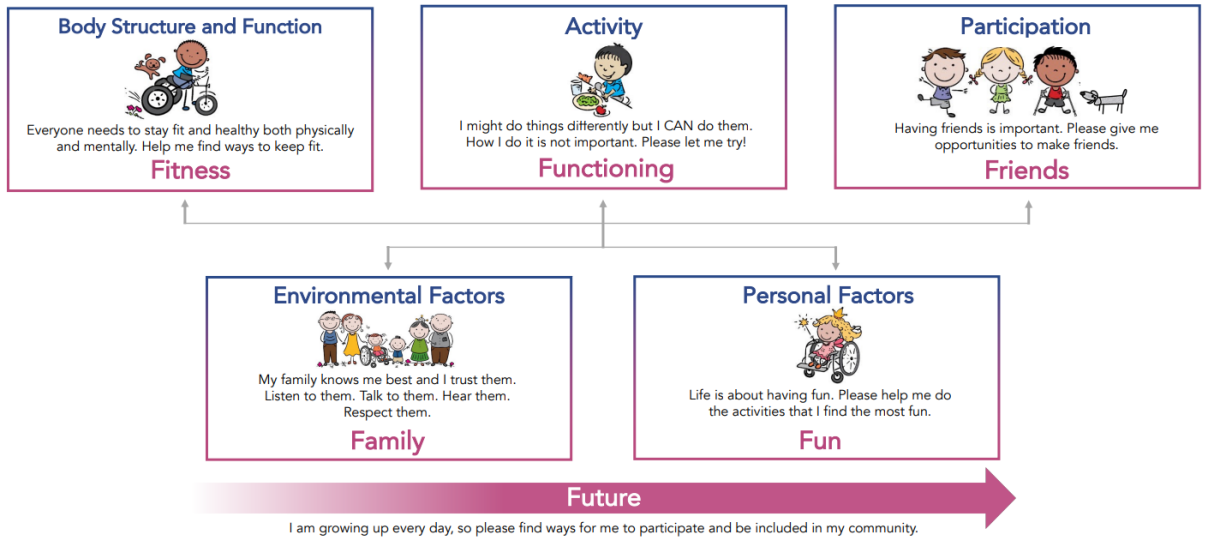 Body Structure and Function
Everyone needs to stay fit and healthy both physically
and mentally. Help me find ways to keep fit.
Fitness
Activity
I might do things differently but I CAN do them.
How I do it is not important. Please let me try!
Functioning
Participation
Having friends is important. Please give me
opportunities to make friends.
Friends
Environmental Factors
My family knows me best and I trust them.
Listen to them. Talk to them. Hear them.
Respect them.
Family
Personal Factors
Life is about having fun. Please help me do
the activities that I find the most fun.
Fun
Future
I am growing up every day, so please find ways for me to participate and be included in my community.